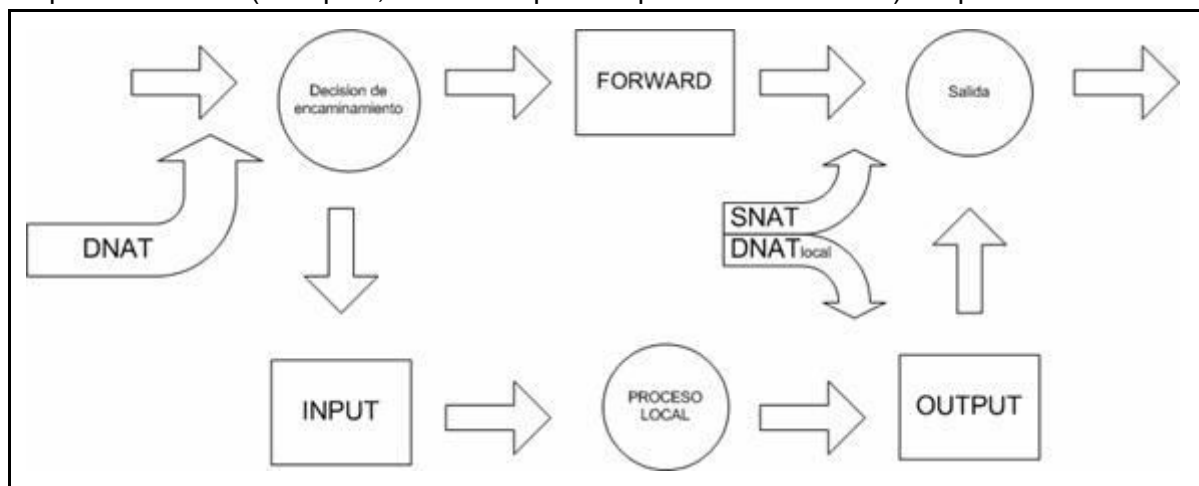 Decision de
encaminamiento
FORWARD
Salida
DNAT
SNAT
DNATlocal
INPUT
PROCESO
LOCAL
OUTPUT